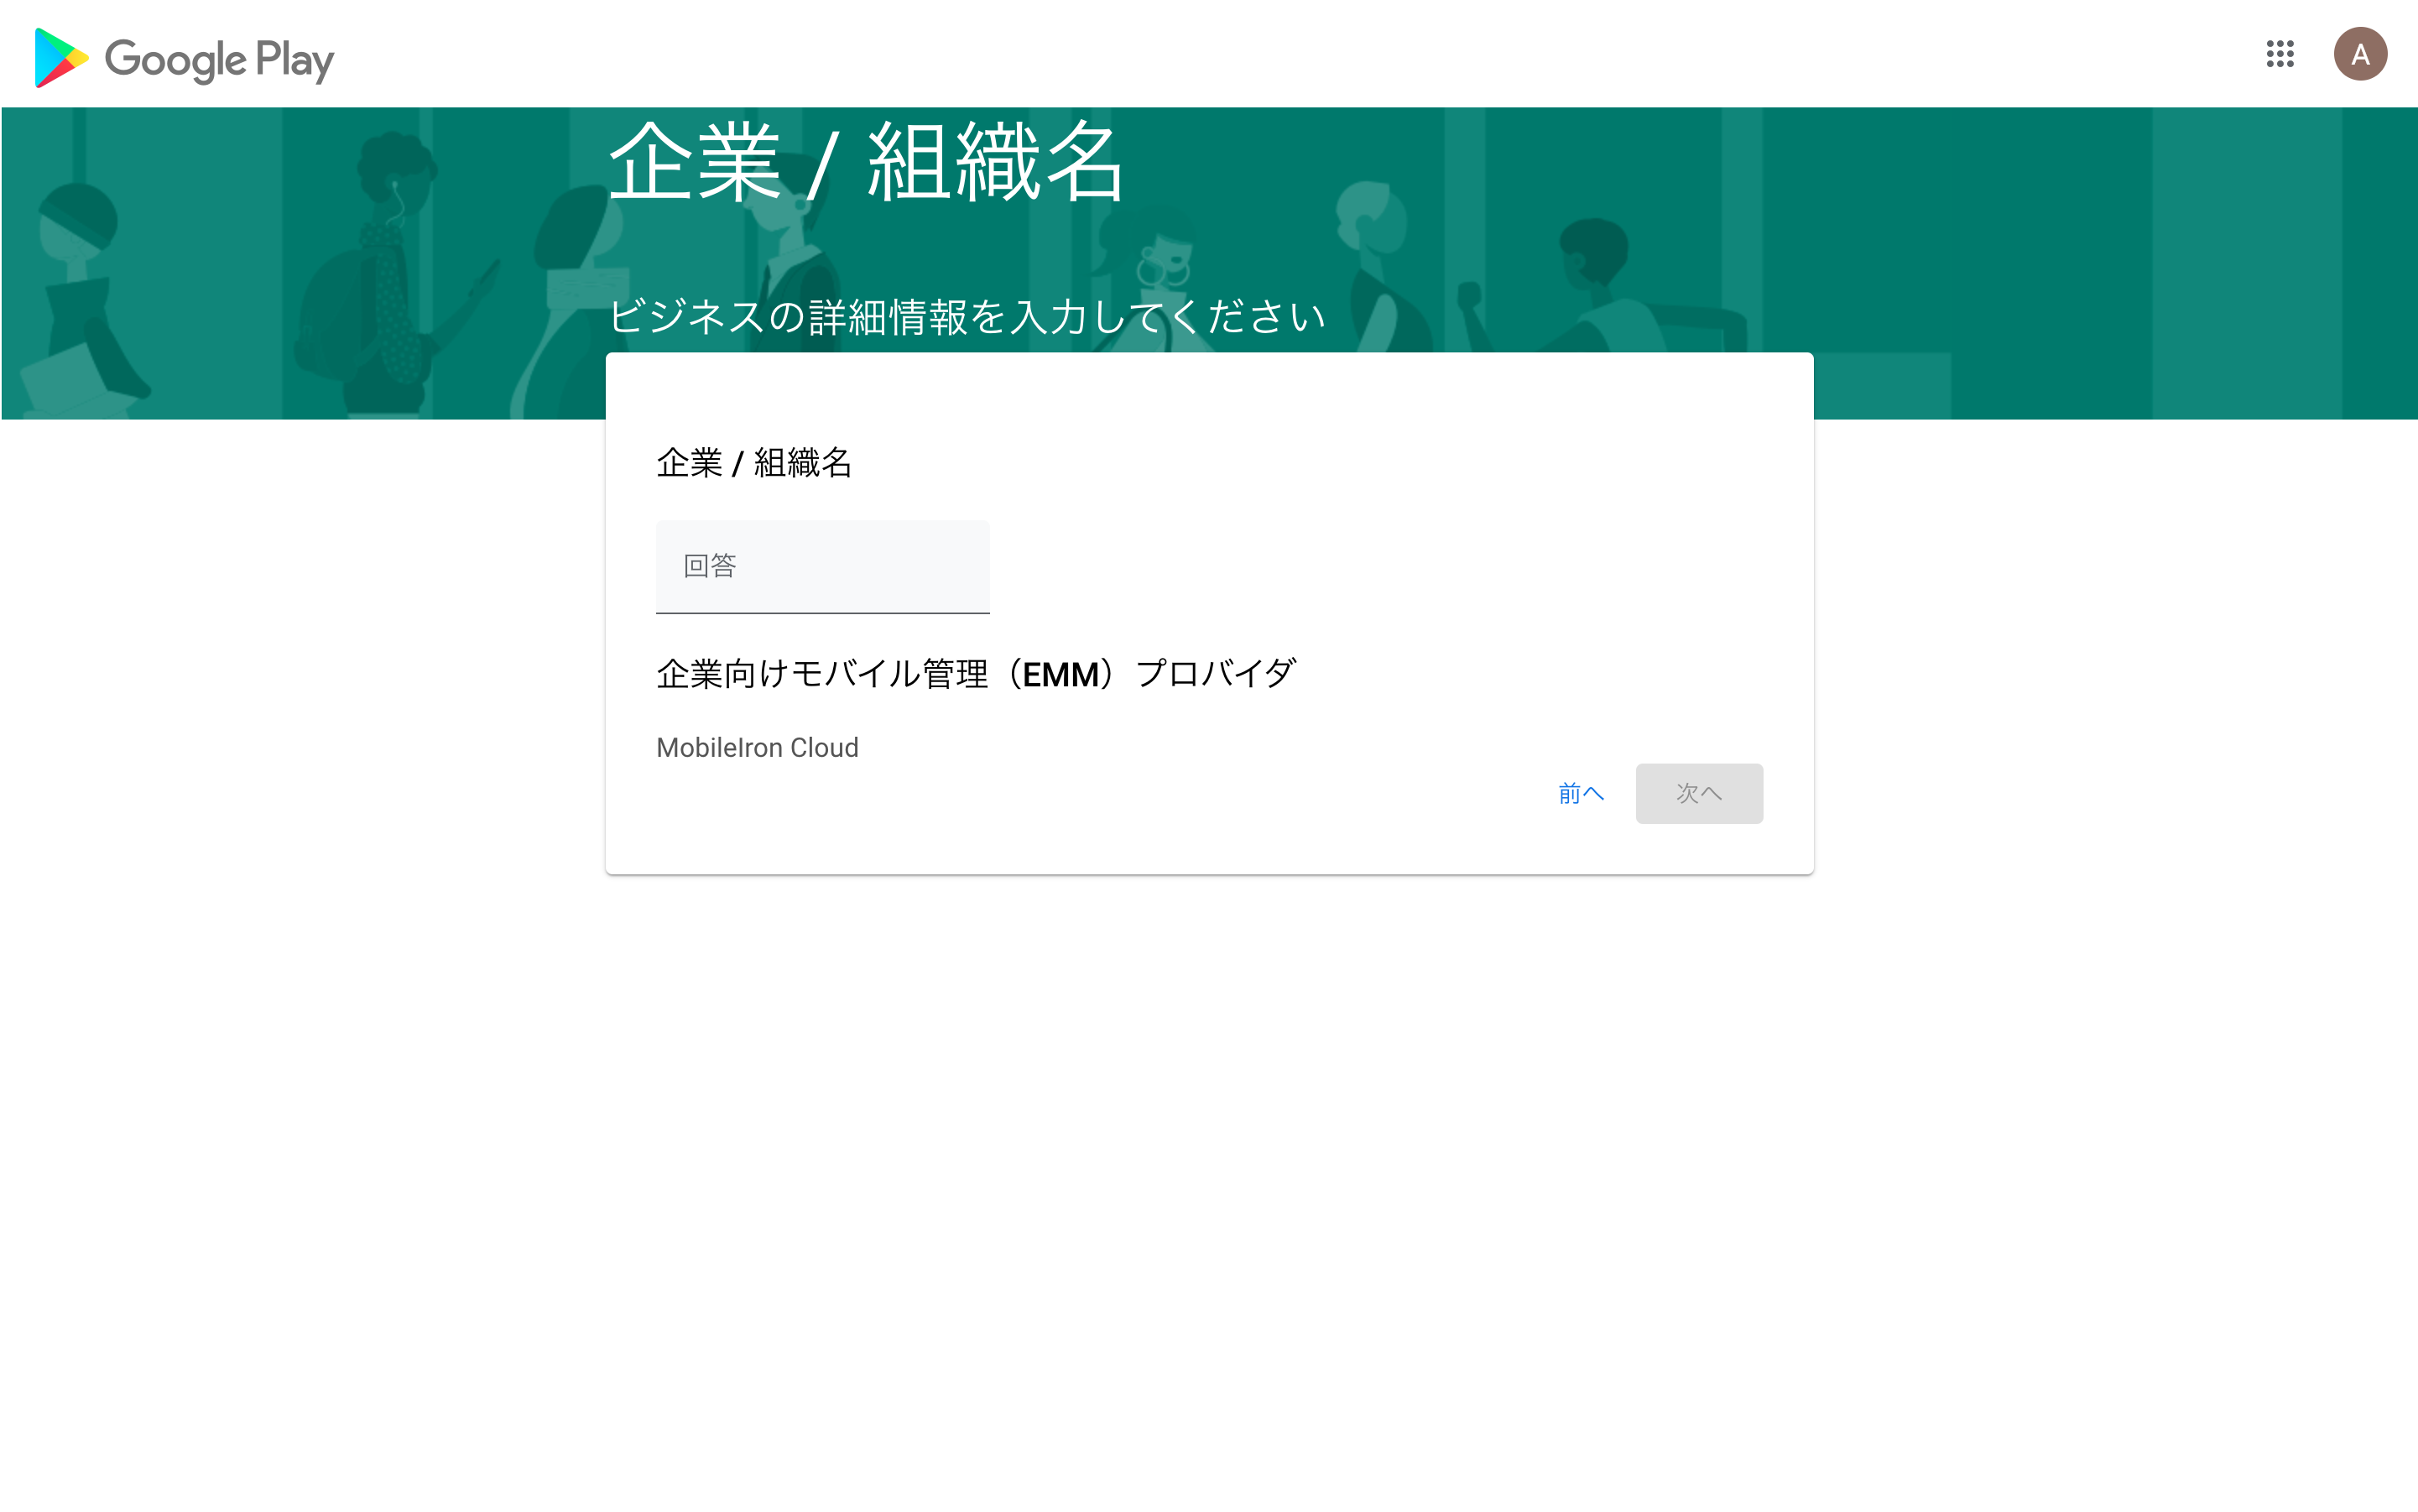 Google Play
A
企業 / 組織名
ビジネスの詳細情報を入力してください
企業 / 組織名
回答
企業向けモバイル管理（EMM）プロバイダ
MobileIron Cloud
前へ
次へ